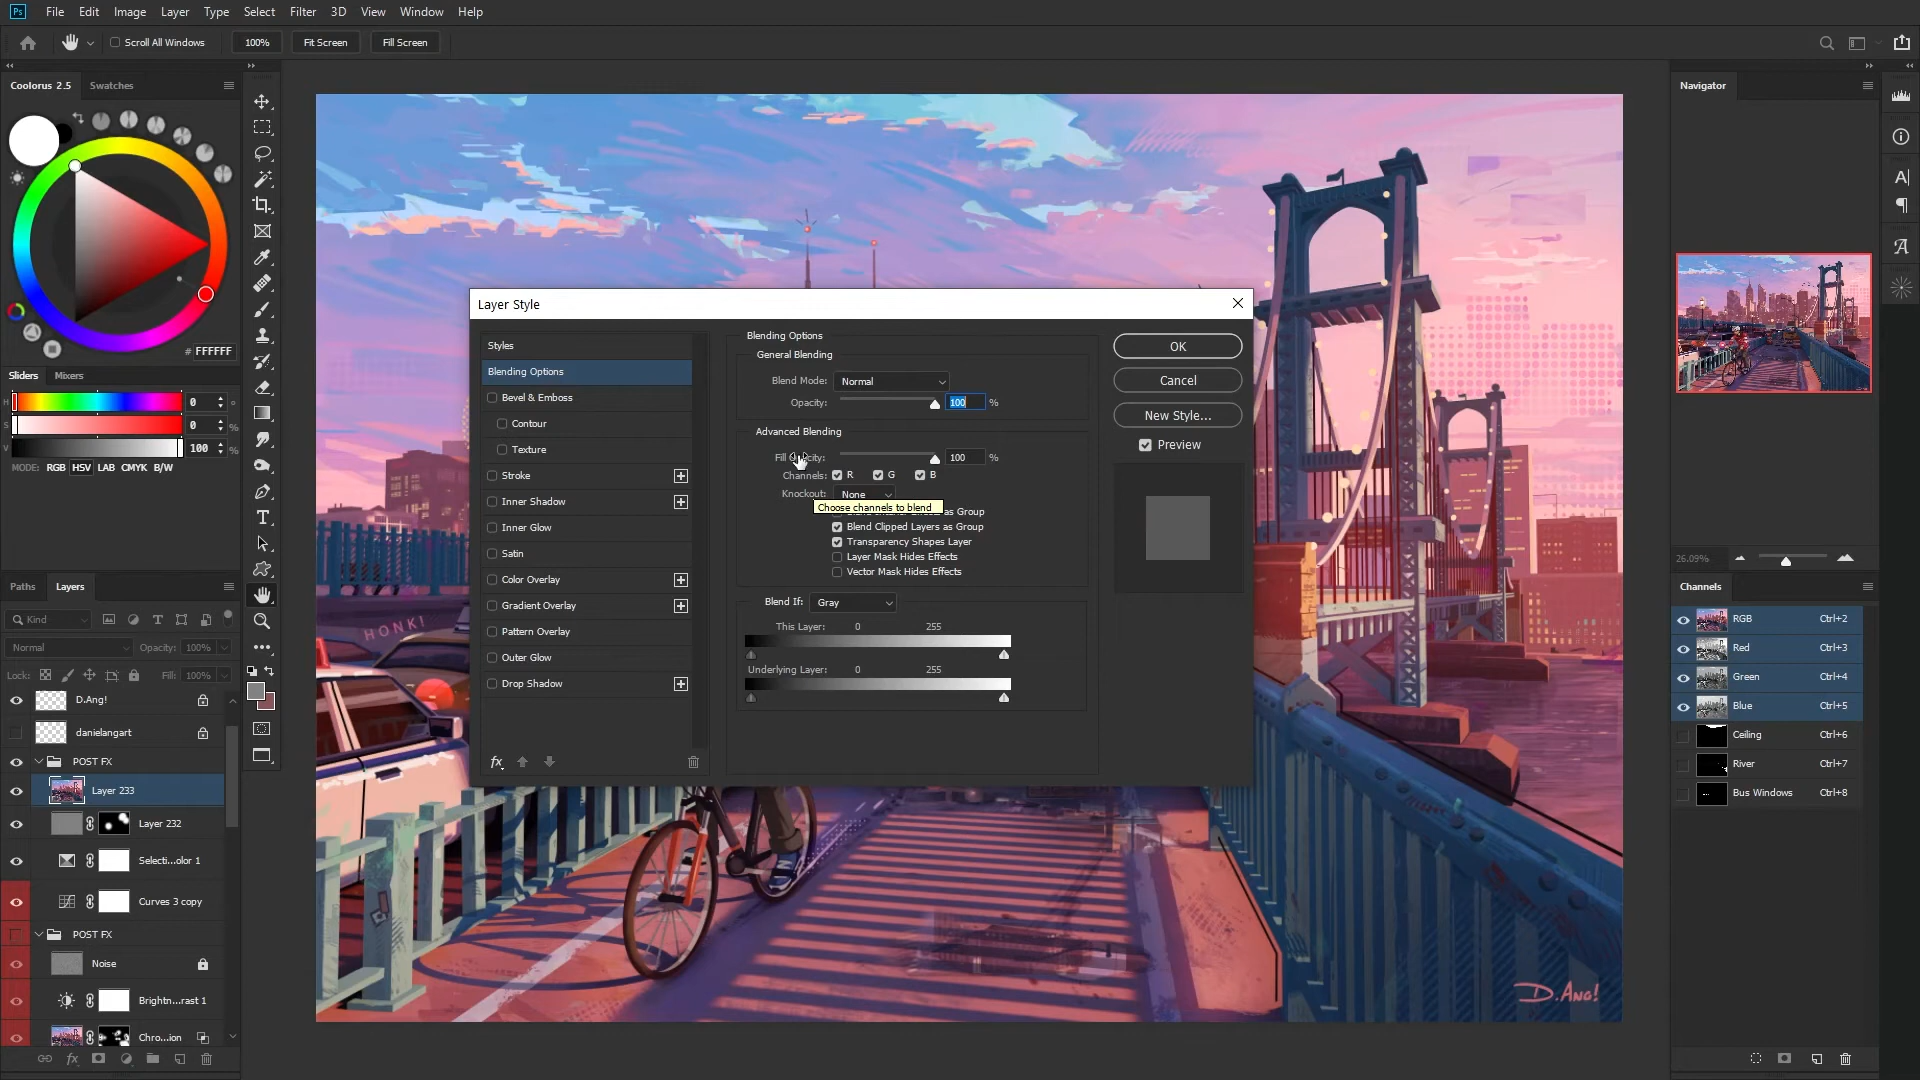 Ps File Edit Image Layer Type Select Filter 3D View Window Help
Scroll All Windows 100% Fit Screen Fill Screen
Coolorus 2.5 Swatches
# FFFFFF
Sliders Mixers
H 0 °
S 0 %
V 100 %
MODE: RGB HSV LAB CMYK B/W
Paths Layers
Kind
Normal Opacity: 100%
Lock: Fill: 100%
D.Ang!
danielangart
POST FX
Layer 233
Layer 232
Selecti...olor 1
Curves 3 copy
POST FX
Noise
Brightn...rast 1
Chro...ion
HONK!
Layer Style
Styles
Blending Options
Bevel & Emboss
Contour
Texture
Stroke
Inner Shadow
Inner Glow
Satin
Color Overlay
Gradient Overlay
Pattern Overlay
Outer Glow
Drop Shadow
fx
Blending Options
General Blending
Blend Mode: Normal
Opacity: 100 %
Advanced Blending
Fill Opacity: 100 %
Channels: R G B
Knockout: None
Choose channels to blend
as Group
Blend Clipped Layers as Group
Transparency Shapes Layer
Layer Mask Hides Effects
Vector Mask Hides Effects
Blend If: Gray
This Layer: 0 255
Underlying Layer: 0 255
OK
Cancel
New Style...
Preview
D.Ang!
Navigator
26.09%
Channels
RGB Ctrl+2
Red Ctrl+3
Green Ctrl+4
Blue Ctrl+5
Ceiling Ctrl+6
River Ctrl+7
Bus Windows Ctrl+8